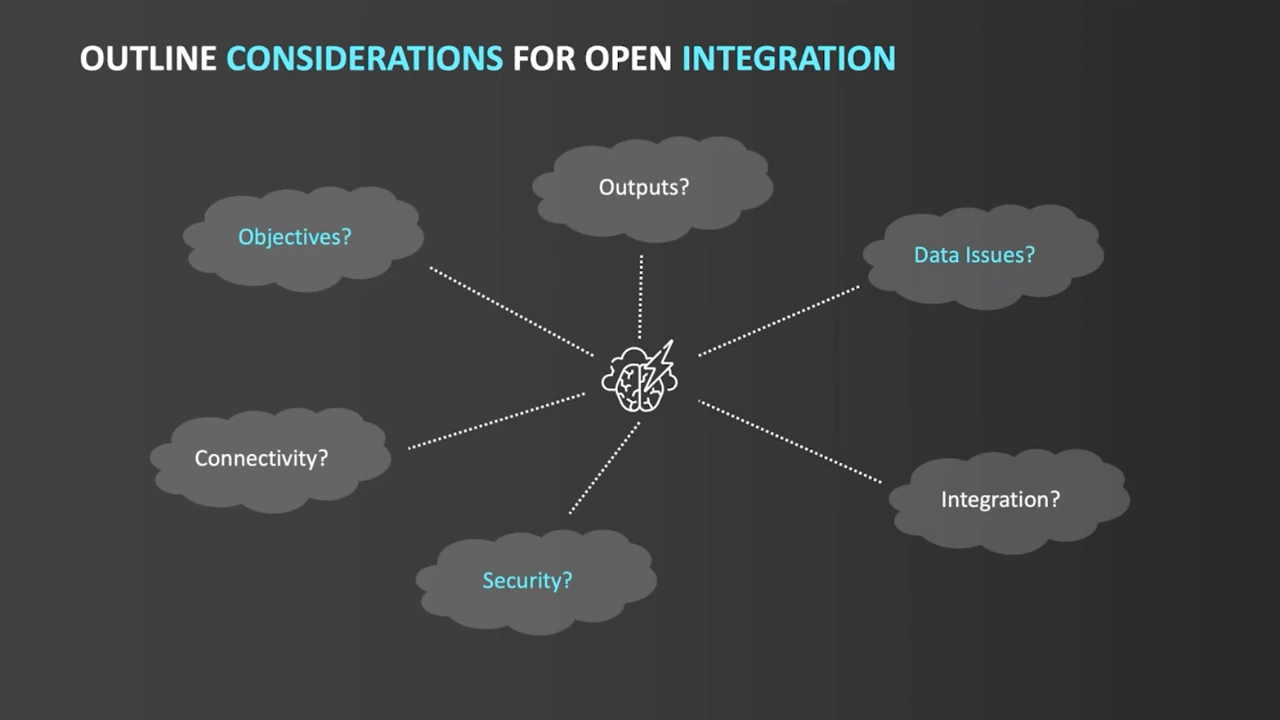 OUTLINE CONSIDERATIONS FOR OPEN INTEGRATION
Outputs?
Objectives?
Data Issues?
Connectivity?
Integration?
Security?